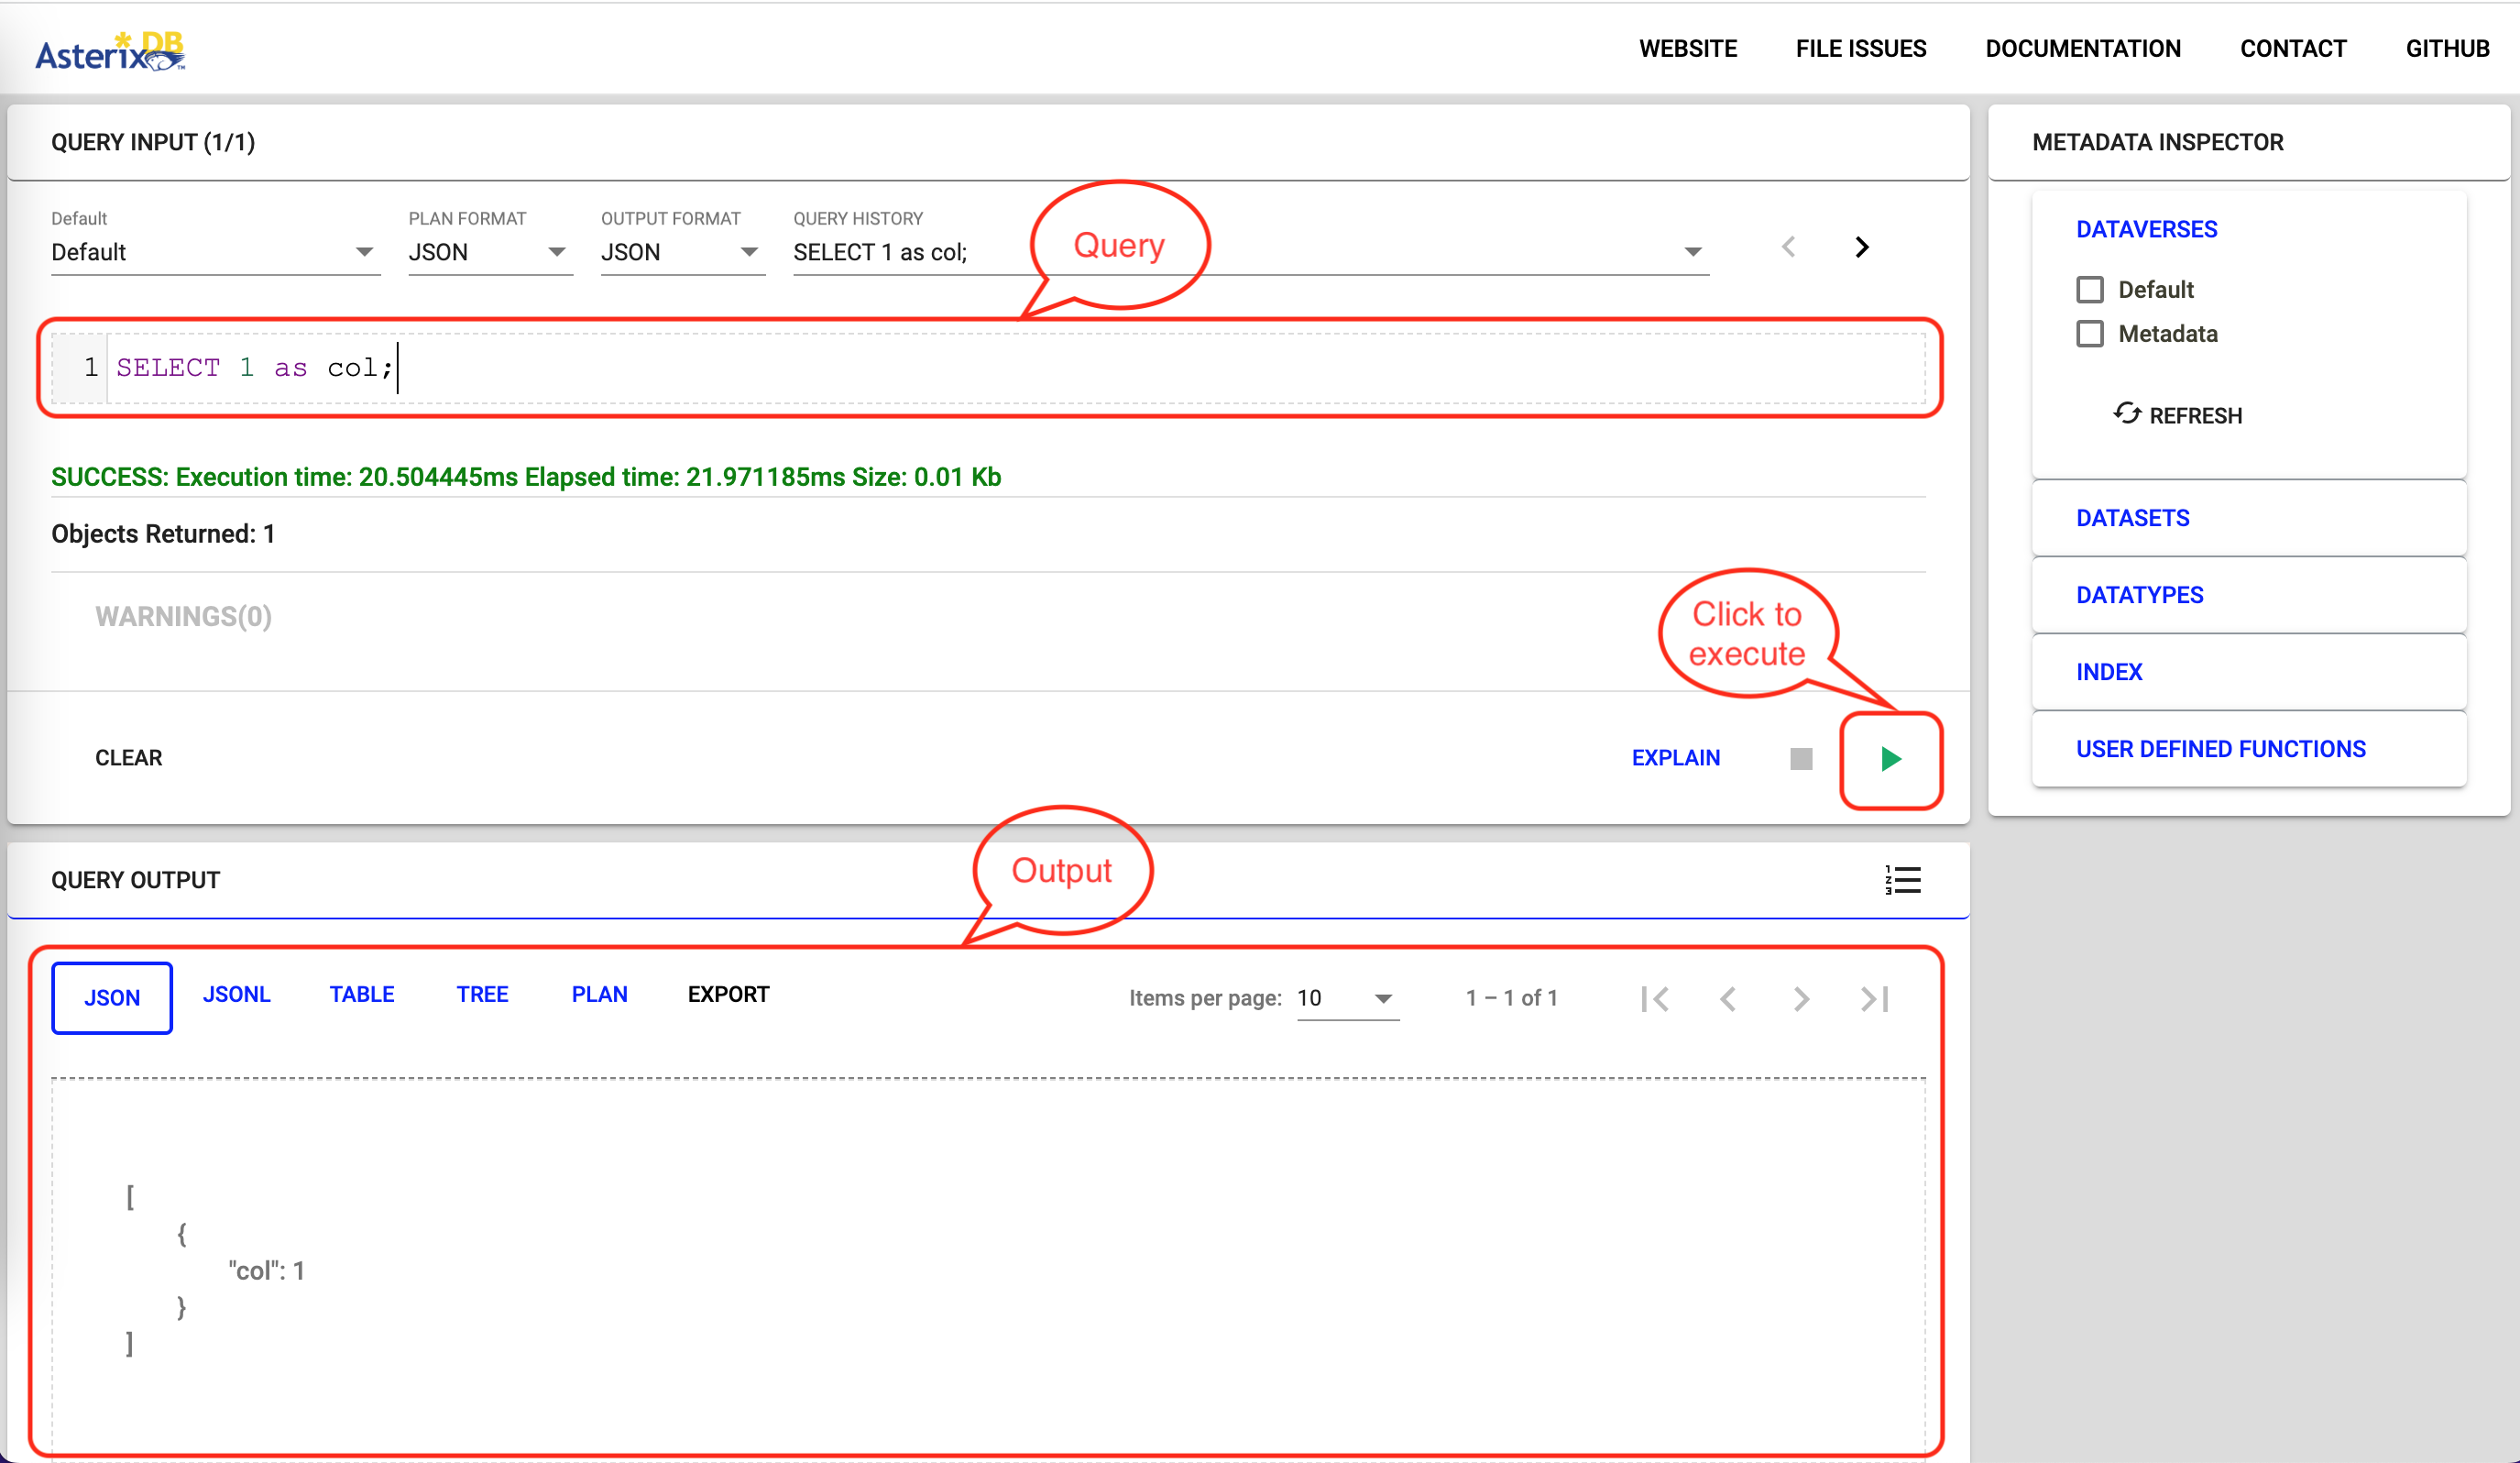 Asterix*DB™
WEBSITE FILE ISSUES DOCUMENTATION CONTACT GITHUB
QUERY INPUT (1/1)
Default PLAN FORMAT OUTPUT FORMAT QUERY HISTORY
Default JSON JSON SELECT 1 as col;
Query
1 SELECT 1 as col;
SUCCESS: Execution time: 20.504445ms Elapsed time: 21.971185ms Size: 0.01 Kb
Objects Returned: 1
WARNINGS(0)
Click to
execute
CLEAR EXPLAIN
METADATA INSPECTOR
DATAVERSES
Default
Metadata
REFRESH
DATASETS
DATATYPES
INDEX
USER DEFINED FUNCTIONS
QUERY OUTPUT
Output
JSON JSONL TABLE TREE PLAN EXPORT Items per page: 10 1 – 1 of 1
[
{
"col": 1
}
]